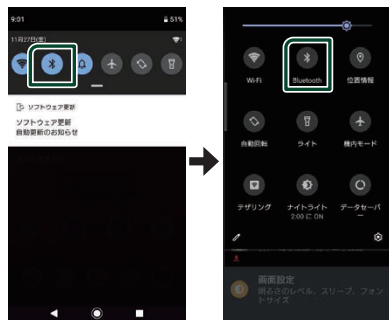 9:01
51%
11月27日(金)
ソフトウェア更新
ソフトウェア更新
自動更新のお知らせ
Wi-Fi
Bluetooth
位置情報
自動回転
ライト
機内モード
テザリング
ナイトライト
2:00 に ON
データセーバ
ー
画面設定
明るさのレベル、スリープ、フォン
トサイズ